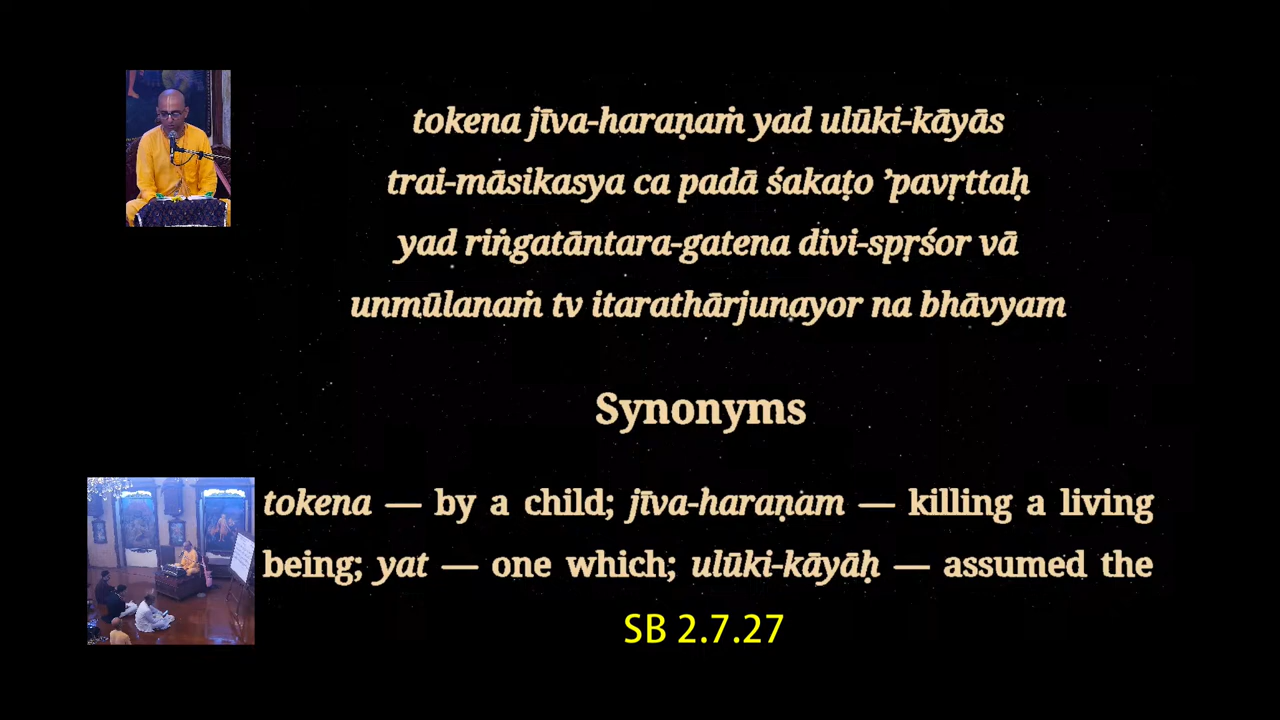 tokena jīva-haraṇaṁ yad ulūki-kāyās
trai-māsikasya ca padā śakaṭo ’pavṛttaḥ
yad riṅgatāntara-gatena divi-spṛśor vā
unmūlanaṁ tv itarathārjunayor na bhāvyam
Synonyms
tokena — by a child; jīva-haraṇam — killing a living
being; yat — one which; ulūki-kāyāḥ — assumed the
SB 2.7.27